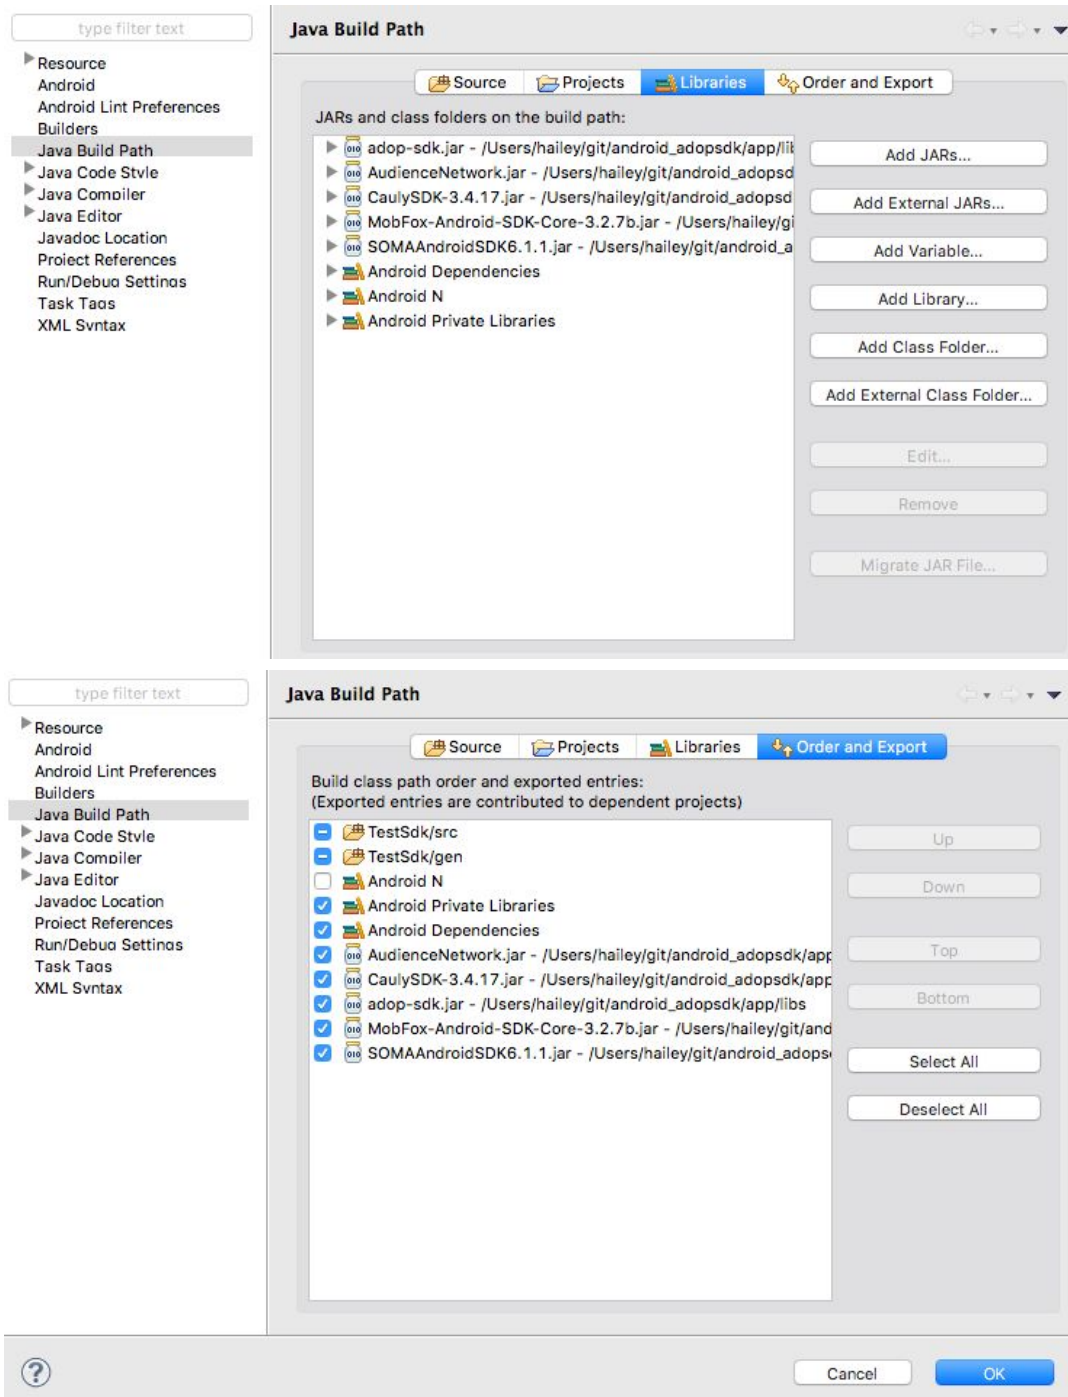 type filter text
Java Build Path
Resource
Android
Android Lint Preferences
Builders
Java Build Path
Java Code Style
Java Compiler
Java Editor
Javadoc Location
Project References
Run/Debug Settings
Task Tags
XML Syntax
Source Projects Libraries Order and Export
JARs and class folders on the build path:
adop-sdk.jar - /Users/hailey/git/android_adopsdk/app/lib
AudienceNetwork.jar - /Users/hailey/git/android_adopsd
CaulySDK-3.4.17.jar - /Users/hailey/git/android_adopsd
MobFox-Android-SDK-Core-3.2.7b.jar - /Users/hailey/gi
SOMAAndroidSDK6.1.1.jar - /Users/hailey/git/android_a
Android Dependencies
Android N
Android Private Libraries
Add JARs...
Add External JARs...
Add Variable...
Add Library...
Add Class Folder...
Add External Class Folder...
Edit...
Remove
Migrate JAR File...
type filter text
Java Build Path
Resource
Android
Android Lint Preferences
Builders
Java Build Path
Java Code Style
Java Compiler
Java Editor
Javadoc Location
Project References
Run/Debug Settings
Task Tags
XML Syntax
Source Projects Libraries Order and Export
Build class path order and exported entries:
(Exported entries are contributed to dependent projects)
TestSdk/src
TestSdk/gen
Android N
Android Private Libraries
Android Dependencies
AudienceNetwork.jar - /Users/hailey/git/android_adopsdk/app
CaulySDK-3.4.17.jar - /Users/hailey/git/android_adopsdk/app
adop-sdk.jar - /Users/hailey/git/android_adopsdk/app/libs
MobFox-Android-SDK-Core-3.2.7b.jar - /Users/hailey/git/and
SOMAAndroidSDK6.1.1.jar - /Users/hailey/git/android_adops
Up
Down
Top
Bottom
Select All
Deselect All
?
Cancel OK